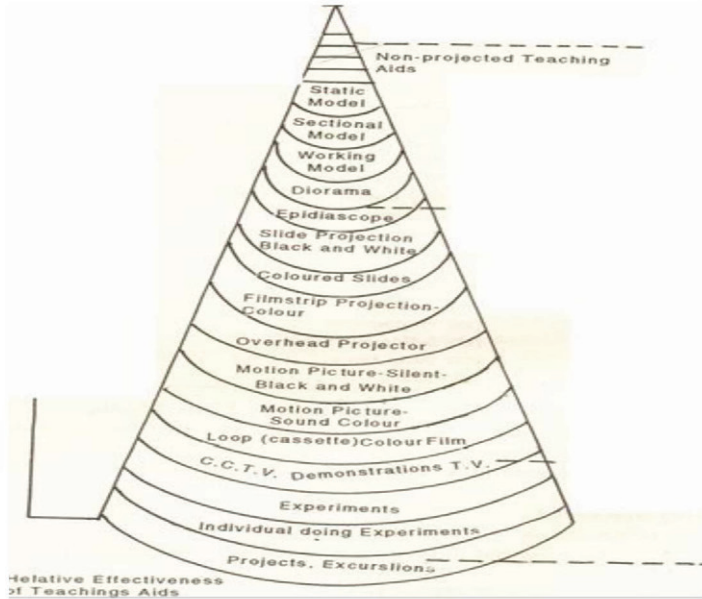 Non-projected Teaching
Aids
Static
Model
Sectional
Model
Working
Model
Diorama
Epidiascope
Slide Projection
Black and White
Coloured Slides
Filmstrip Projection-
Colour
Overhead Projector
Motion Picture-Silent-
Black and White
Motion Picture-
Sound Colour
Loop (cassette)Colour Film
C.C.T.V. Demonstrations T.V.
Experiments
Individual doing Experiments
Projects. Excurslions
Relative Effectiveness
of Teachings Aids